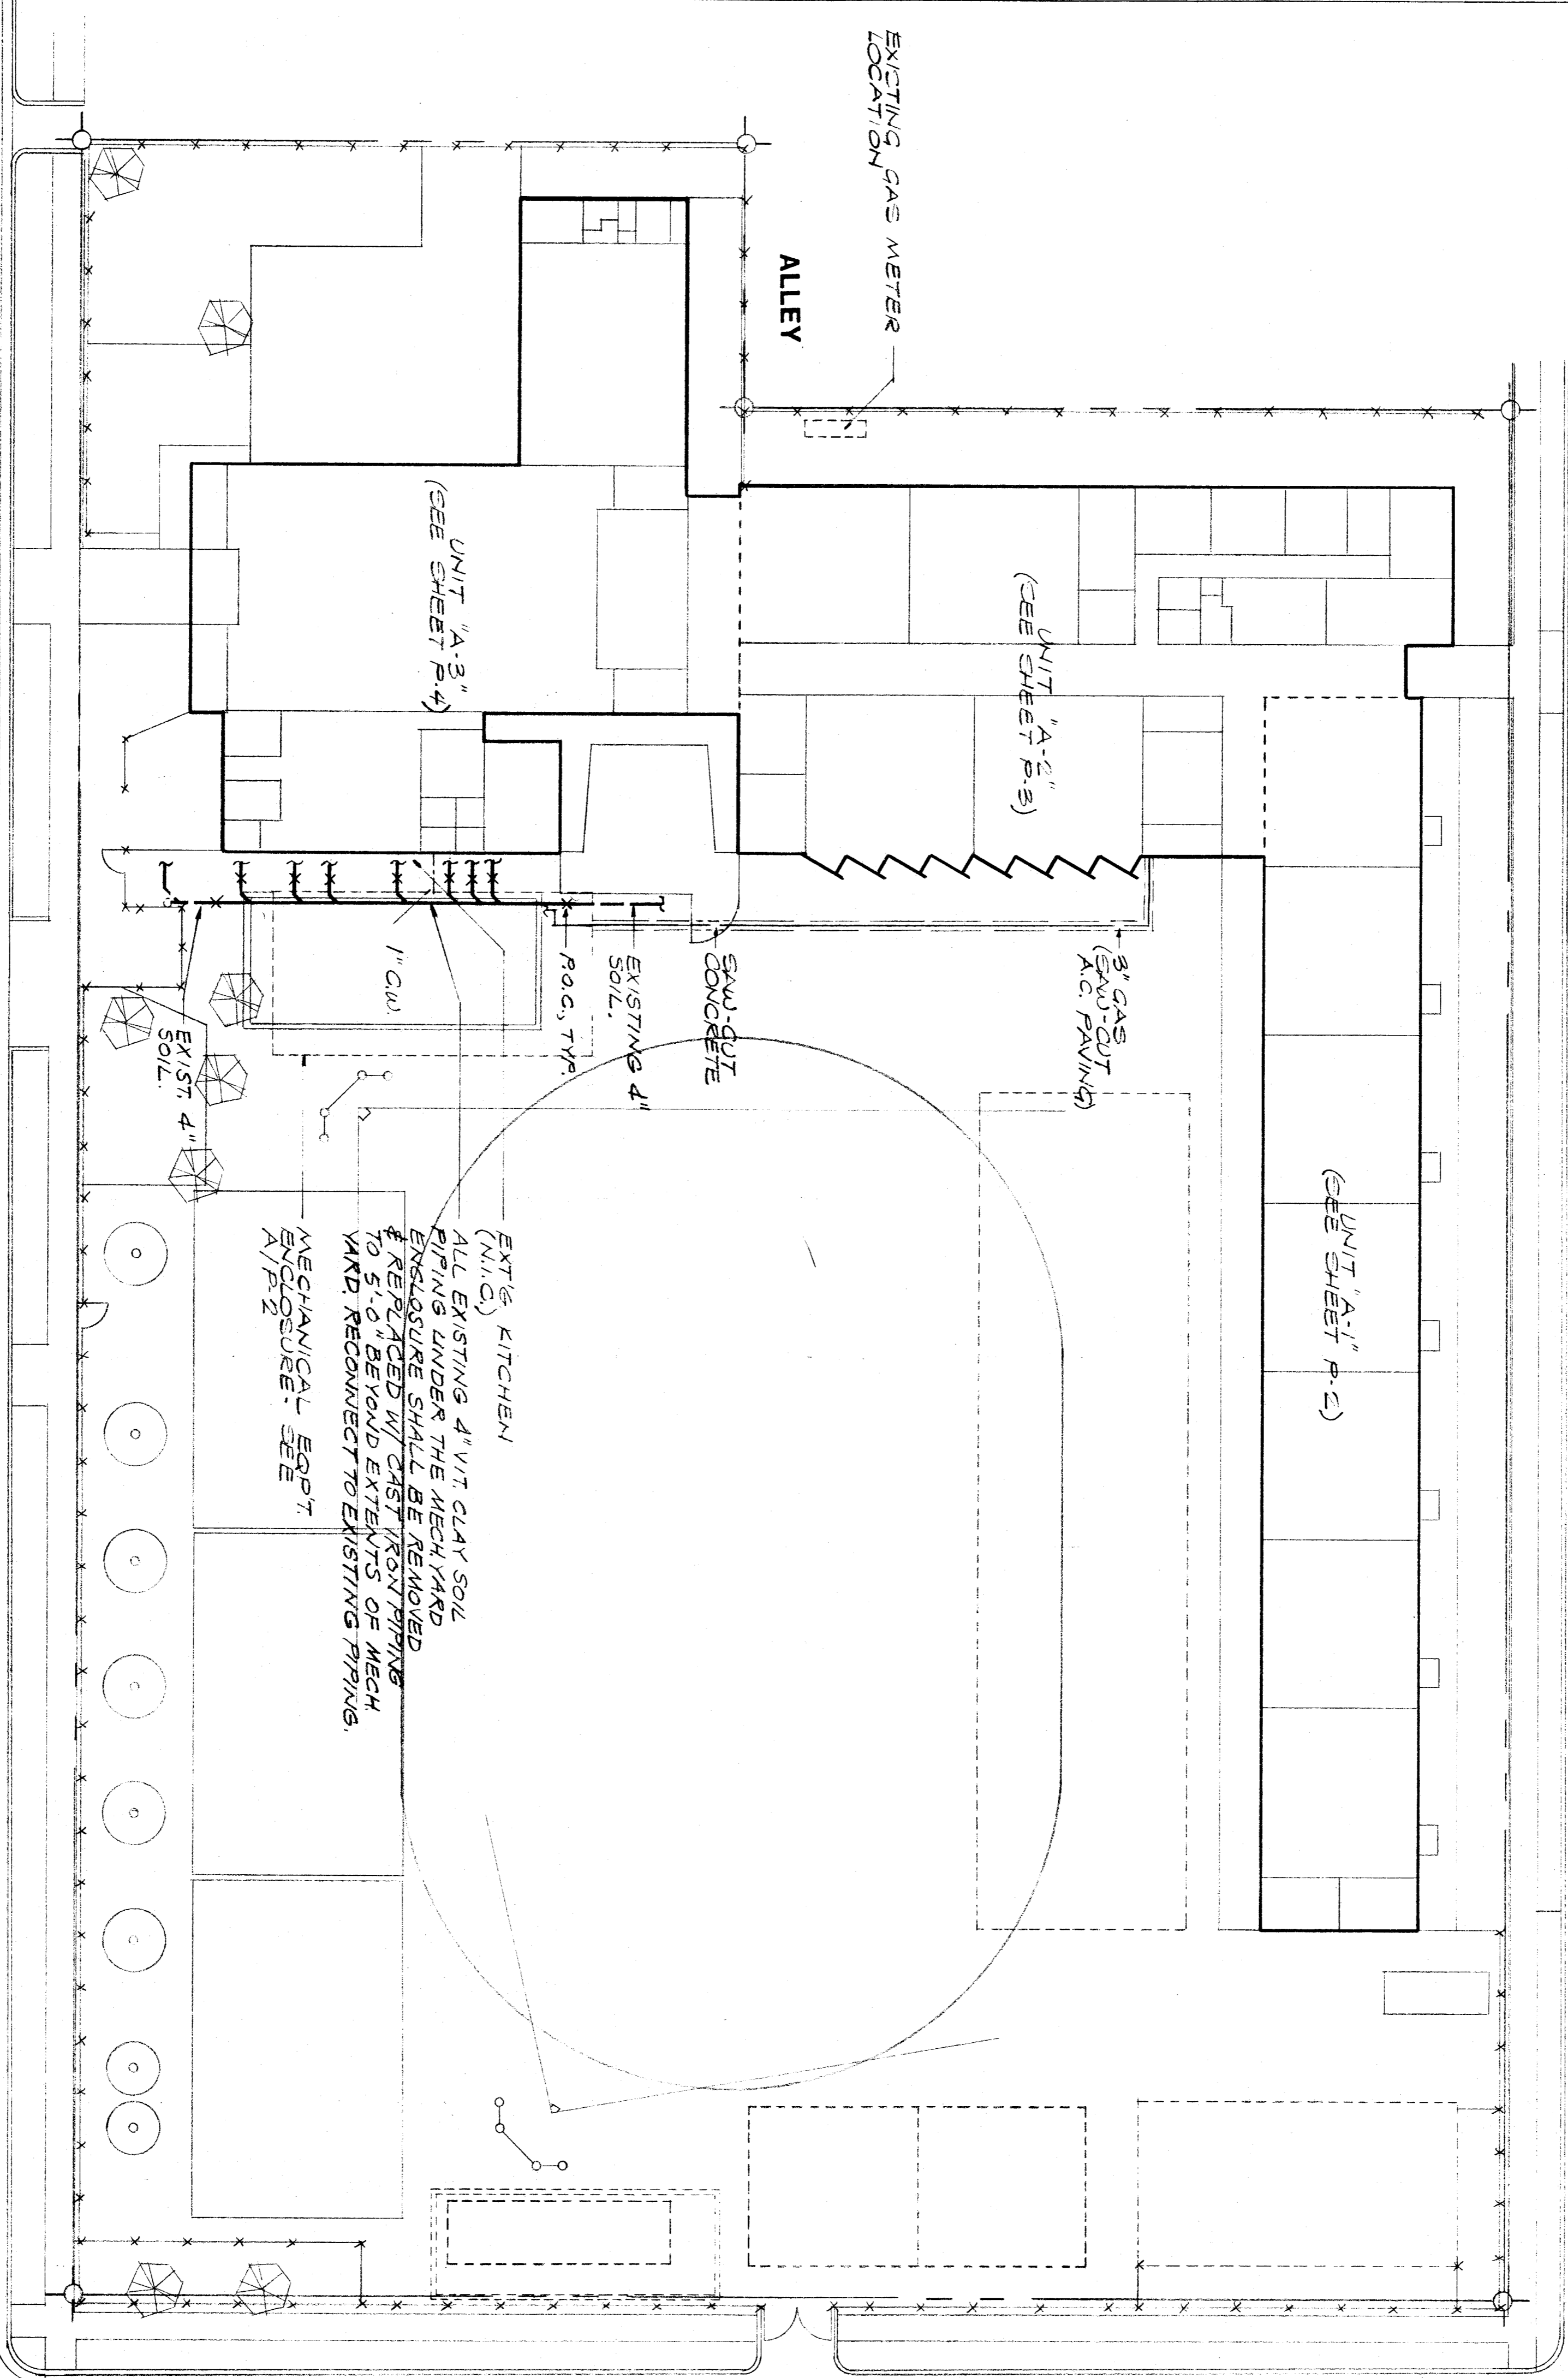 EXISTING GAS METER
LOCATION
ALLEY
UNIT "A-3"
(SEE SHEET P.4)
UNIT "A-2"
(SEE SHEET P-3)
UNIT "A-1"
(SEE SHEET P-2)
3" GAS
(SAW-CUT
A.C. PAVING)
SAW-CUT
CONCRETE
EXISTING 4"
SOIL.
P.O.C., TYP.
1" C.W.
EXIST. 4"
SOIL.
EXT'G. KITCHEN
(N.I.C.)
ALL EXISTING 4" VIT. CLAY SOIL
PIPING UNDER THE MECH. YARD
ENCLOSURE SHALL BE REMOVED
& REPLACED W/ CAST IRON PIPING
TO 5'-0" BEYOND EXTENTS OF MECH.
YARD. RECONNECT TO EXISTING PIPING.
MECHANICAL EQP'T.
ENCLOSURE- SEE
A/P-2